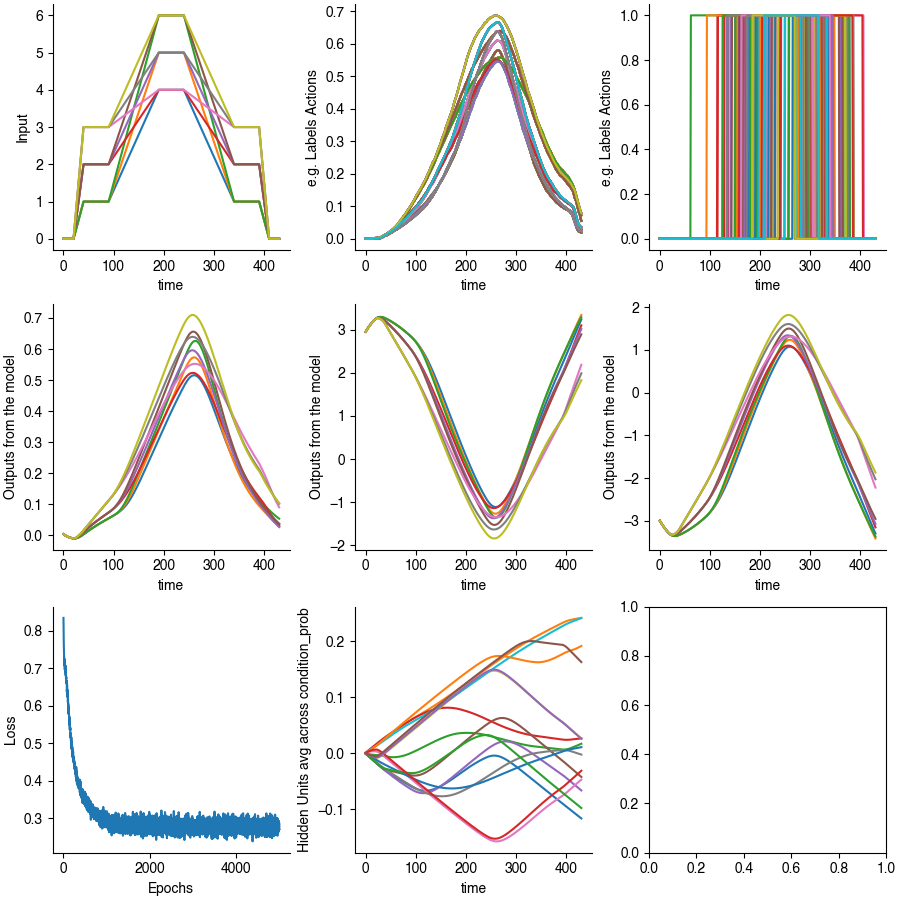 Input
6
5
4
3
2
1
0
0 100 200 300 400
time
e.g. Labels Actions
0.7
0.6
0.5
0.4
0.3
0.2
0.1
0.0
0 100 200 300 400
time
e.g. Labels Actions
1.0
0.8
0.6
0.4
0.2
0.0
0 100 200 300 400
time
Outputs from the model
0.7
0.6
0.5
0.4
0.3
0.2
0.1
0.0
0 100 200 300 400
time
Outputs from the model
3
2
1
0
−1
−2
0 100 200 300 400
time
Outputs from the model
2
1
0
−1
−2
−3
0 100 200 300 400
time
Loss
0.8
0.7
0.6
0.5
0.4
0.3
0 2000 4000
Epochs
Hidden Units avg across condition_prob
0.2
0.1
0.0
−0.1
0 100 200 300 400
time
1.0
0.8
0.6
0.4
0.2
0.0
0.0 0.2 0.4 0.6 0.8 1.0